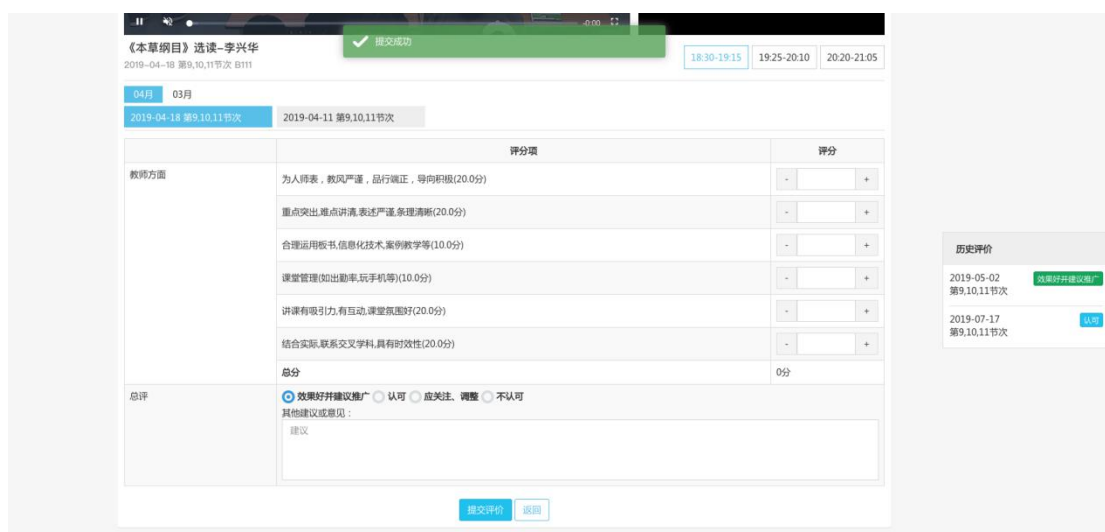 -0:00
提交成功
《本草纲目》选读-李兴华
2019-04-18 第9,10,11节次 B111
18:30-19:15 19:25-20:10 20:20-21:05
04月 03月
2019-04-18 第9,10,11节次 2019-04-11 第9,10,11节次
评分项 评分
教师方面
为人师表，教风严谨，品行端正，导向积极(20.0分) - +
重点突出,难点讲清,表述严谨,条理清晰(20.0分) - +
合理运用板书,信息化技术,案例教学等(10.0分) - +
课堂管理(如出勤率,玩手机等)(10.0分) - +
讲课有吸引力,有互动,课堂氛围好(20.0分) - +
结合实际,联系交叉学科,具有时效性(20.0分) - +
总分 0分
总评
效果好并建议推广 认可 应关注、调整 不认可
其他建议或意见：
建议
提交评价 返回
历史评价
2019-05-02 效果好并建议推广
第9,10,11节次
2019-07-17 认可
第9,10,11节次